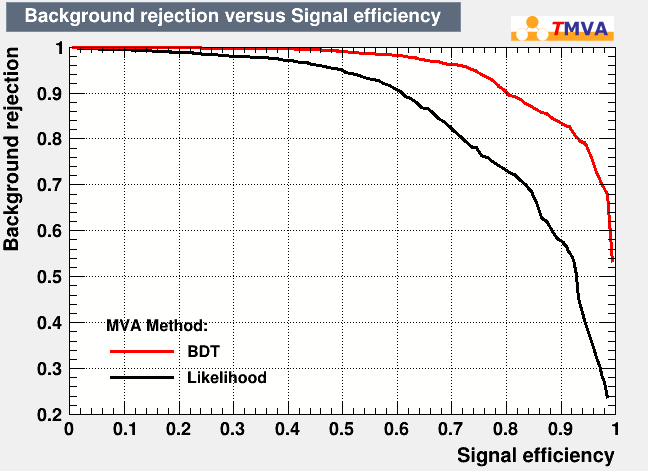 Background rejection versus Signal efficiency
TMVA
Background rejection
1
0.9
0.8
0.7
0.6
0.5
0.4
0.3
0.2
MVA Method:
BDT
Likelihood
0 0.1 0.2 0.3 0.4 0.5 0.6 0.7 0.8 0.9 1
Signal efficiency